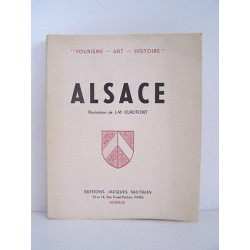 "TOURISME — ART — HISTOIRE"
ALSACE
Illustrations de J.-M. CURUTCHET
EDITIONS JACQUES VAUTRAIN
PARIS